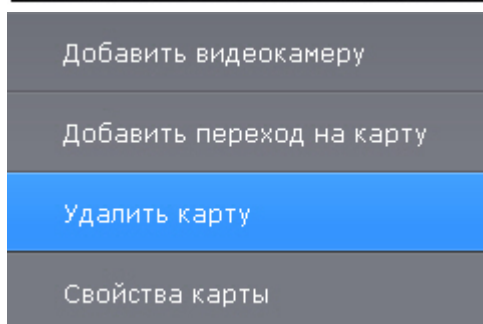 Добавить видеокамеру
Добавить переход на карту
Удалить карту
Свойства карты